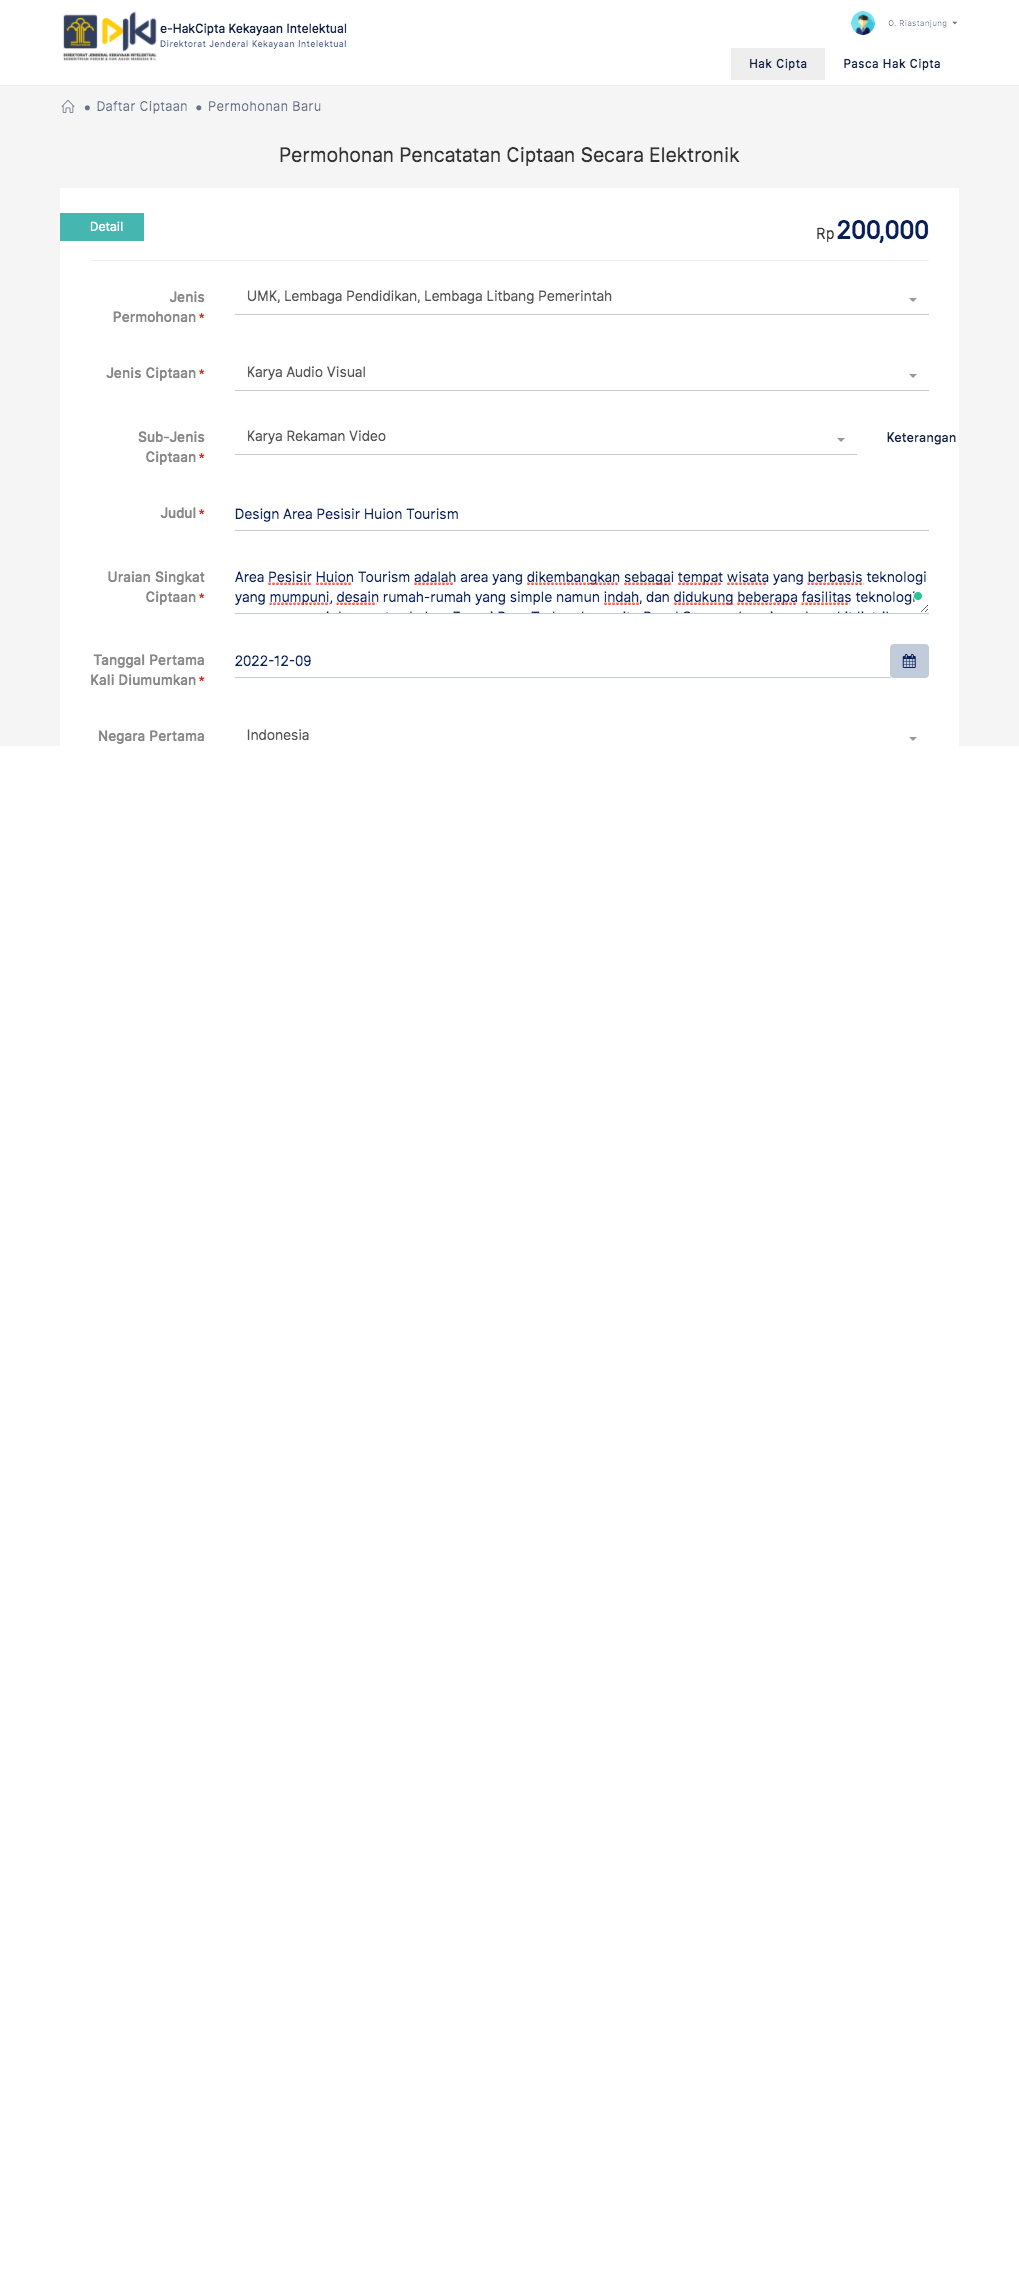 e-HakCipta Kekayaan Intelektual
Direktorat Jenderal Kekayaan Intelektual
O. Riastanjung
Hak Cipta
Pasca Hak Cipta
Daftar Ciptaan
Permohonan Baru
Permohonan Pencatatan Ciptaan Secara Elektronik
Detail
Rp 200,000
Jenis Permohonan *
UMK, Lembaga Pendidikan, Lembaga Litbang Pemerintah
Jenis Ciptaan *
Karya Audio Visual
Sub-Jenis Ciptaan *
Karya Rekaman Video
Keterangan
Judul *
Design Area Pesisir Huion Tourism
Uraian Singkat Ciptaan *
Area Pesisir Huion Tourism adalah area yang dikembangkan sebagai tempat wisata yang berbasis teknologi
yang mumpuni, desain rumah-rumah yang simple namun indah, dan didukung beberapa fasilitas teknologi
Tanggal Pertama Kali Diumumkan *
2022-12-09
Negara Pertama
Indonesia